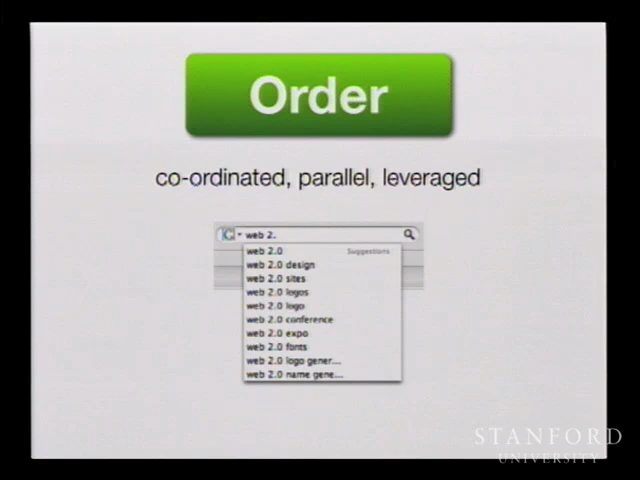 Order
co-ordinated, parallel, leveraged
web 2.
web 2.0 Suggestions
web 2.0 design
web 2.0 sites
web 2.0 logos
web 2.0 logo
web 2.0 conference
web 2.0 expo
web 2.0 fonts
web 2.0 logo gener...
web 2.0 name gene...
STANFORD
UNIVERSITY